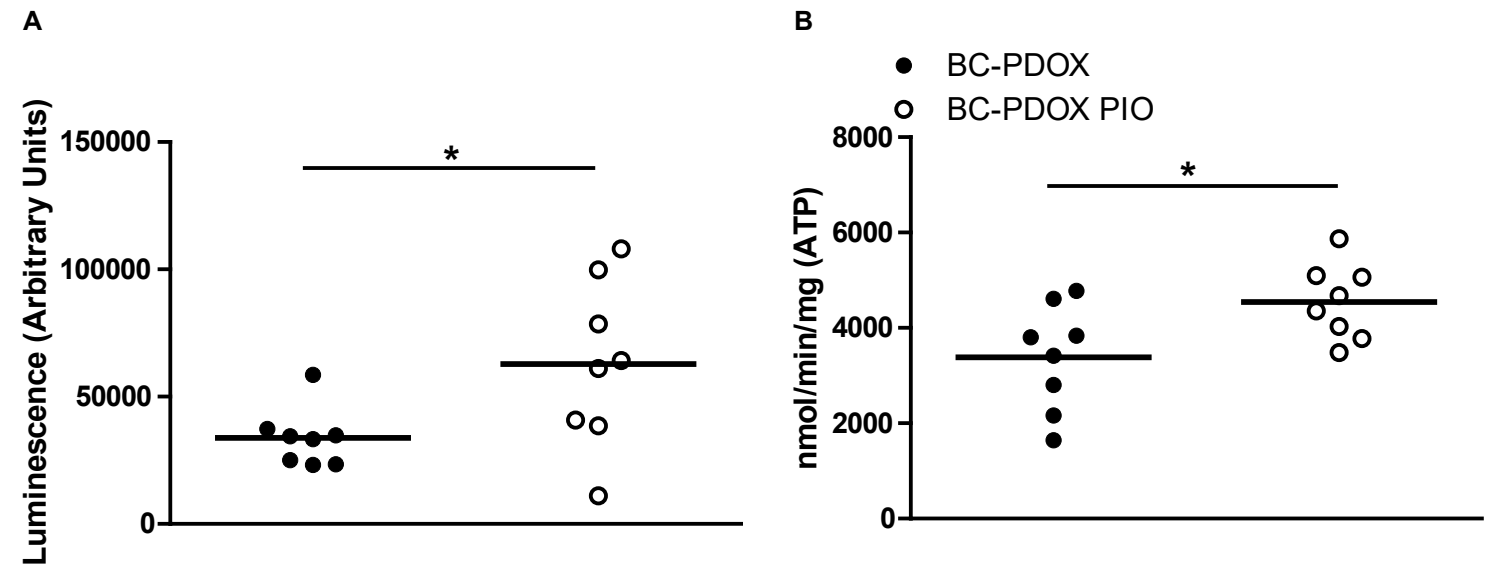 A
Luminescence (Arbitrary Units)
150000
100000
50000
0
*
B
BC-PDOX
BC-PDOX PIO
nmol/min/mg (ATP)
8000
6000
4000
2000
0
*